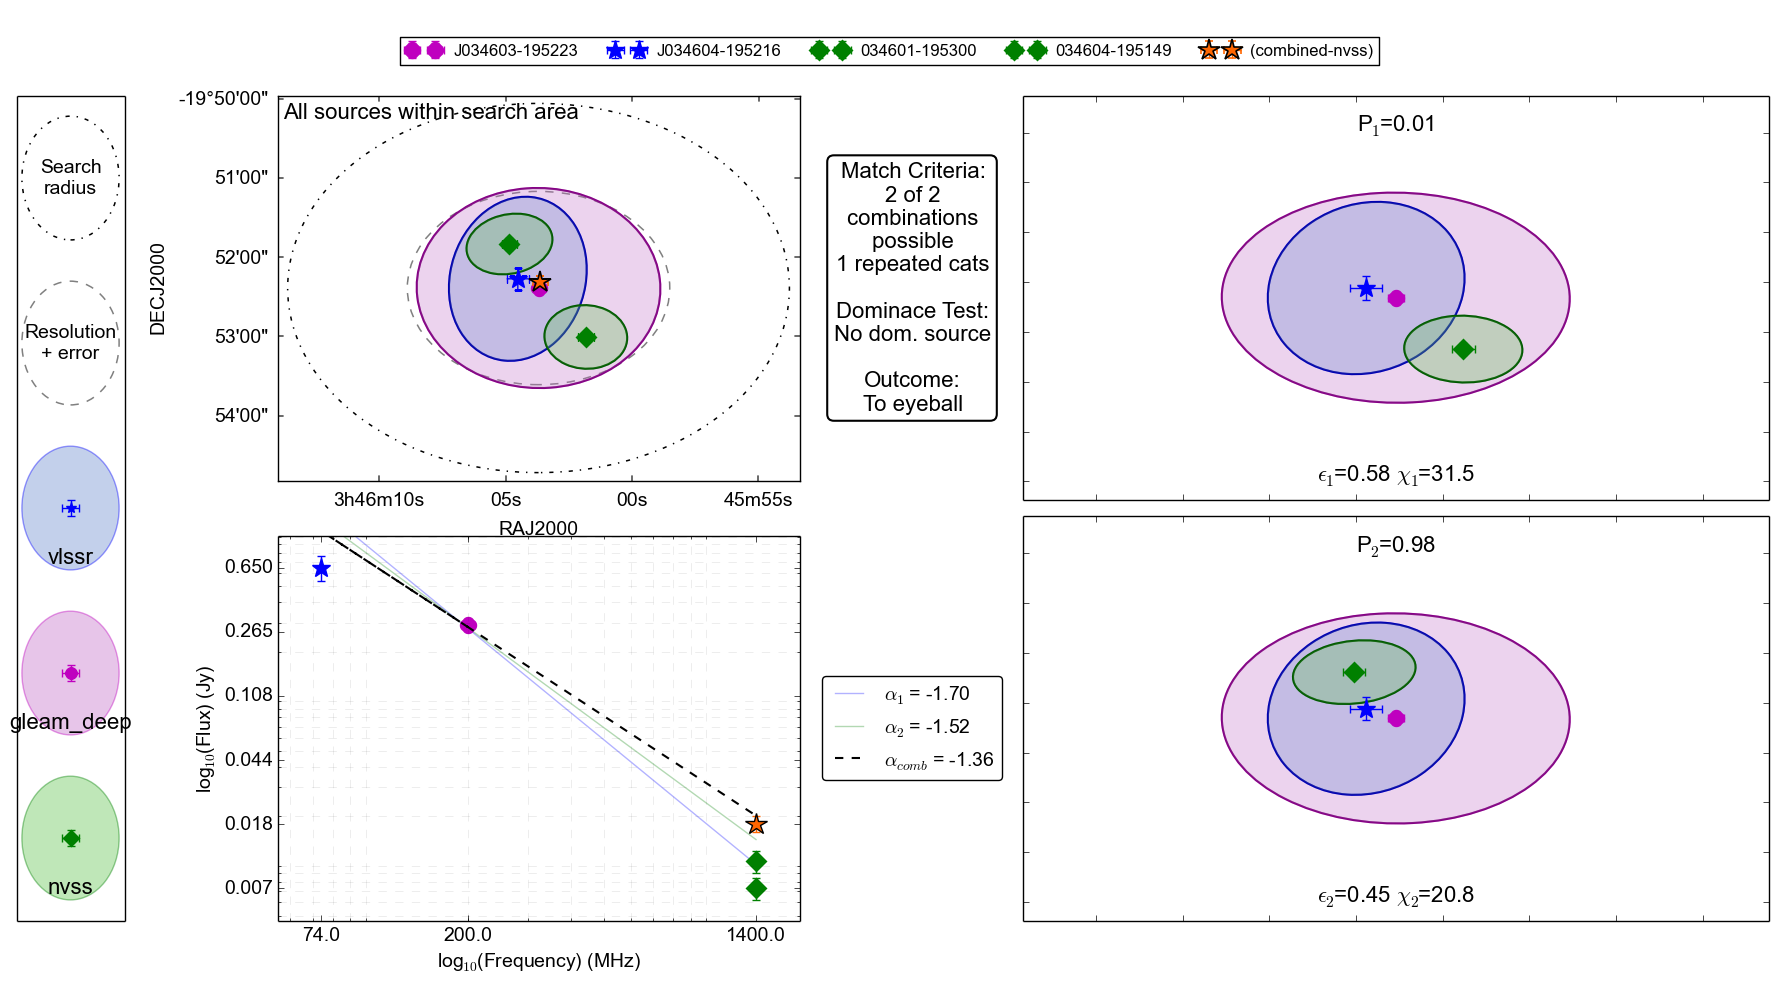 J034603-195223
J034604-195216
034601-195300
034604-195149
(combined-nvss)
Search
radius
Resolution
+ error
vlssr
gleam_deep
nvss
All sources within search area
DECJ2000
-19°50'00"
51'00"
52'00"
53'00"
54'00"
3h46m10s
05s
00s
45m55s
RAJ2000
Match Criteria:
2 of 2
combinations
possible
1 repeated cats
Dominace Test:
No dom. source
Outcome:
To eyeball
P1=0.01
ϵ1=0.58 χ1=31.5
P2=0.98
ϵ2=0.45 χ2=20.8
log10(Flux) (Jy)
0.650
0.265
0.108
0.044
0.018
0.007
74.0
200.0
1400.0
log10(Frequency) (MHz)
α1 = -1.70
α2 = -1.52
αcomb = -1.36